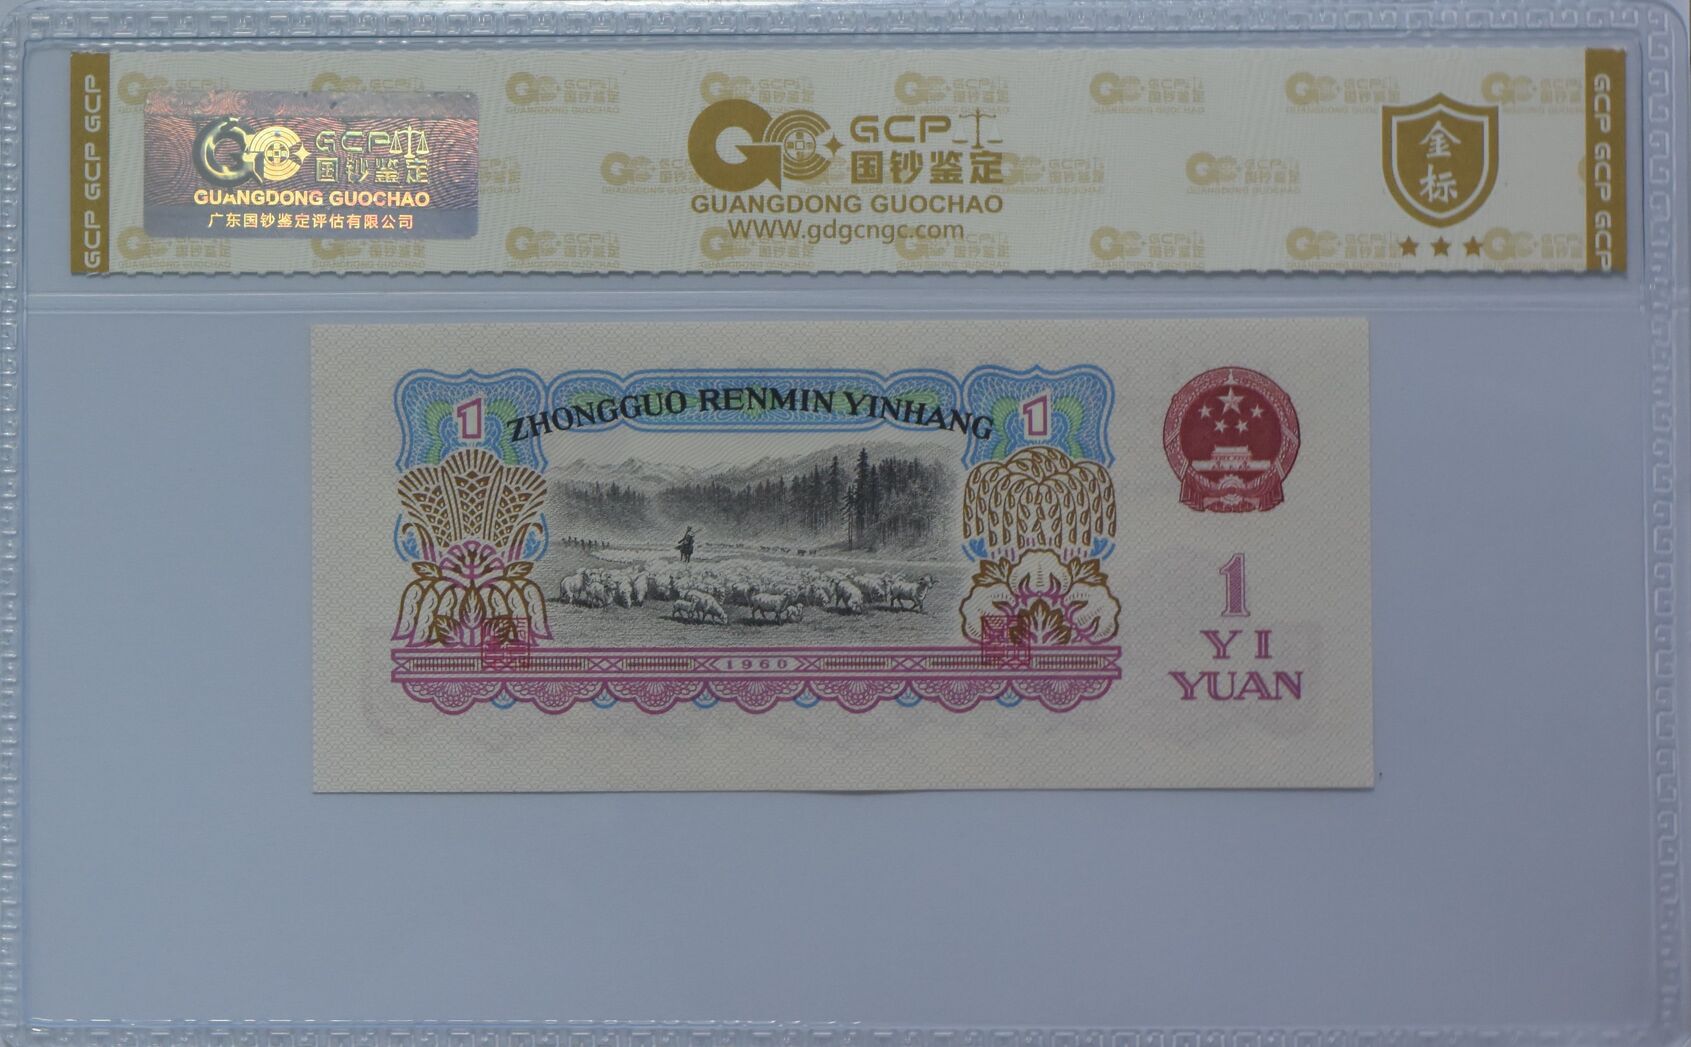 GCP GCP GCP
GCP
国钞鉴定
GUANGDONG GUOCHAO
广东国钞鉴定评估有限公司
GCP
国钞鉴定
GUANGDONG GUOCHAO
www.gdgcngc.com
金
标
GCP GCP GCP
1
ZHONGGUO RENMIN YINHANG
1
1960
1
YI
YUAN